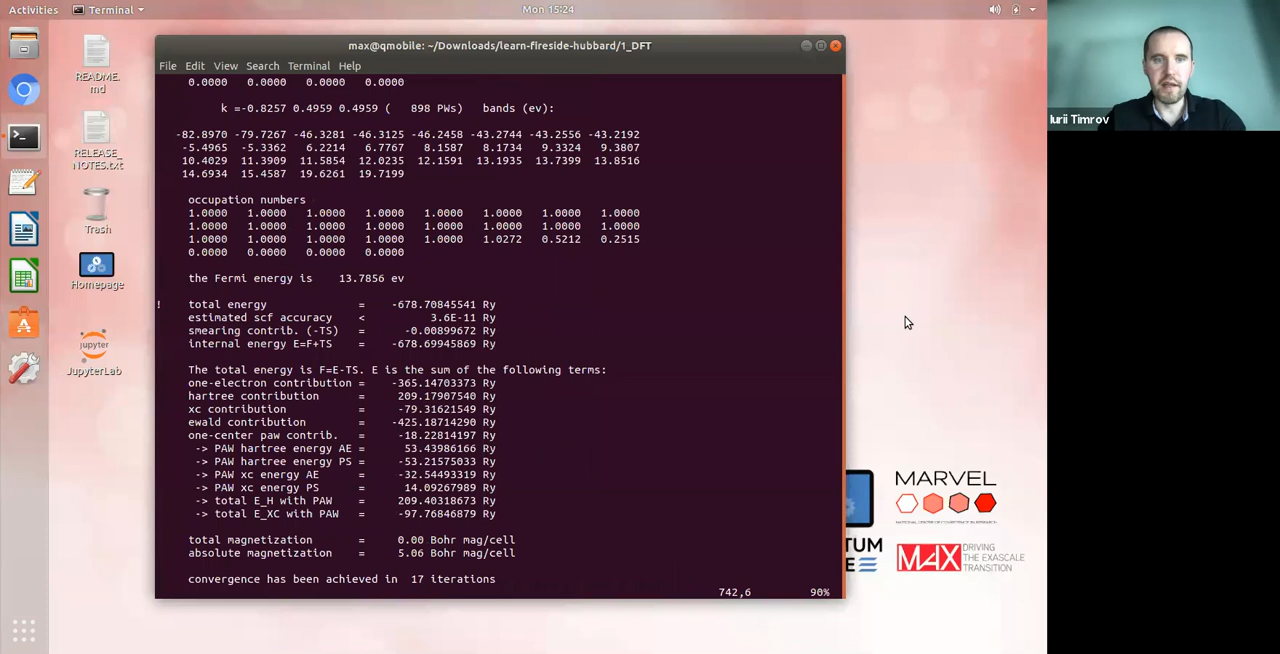 Activities
Terminal
Mon 15:24
README.
md
RELEASE_
NOTES.txt
Trash
Homepage
jupyter
JupyterLab
max@qmobile: ~/Downloads/learn-fireside-hubbard/1_DFT
File Edit View Search Terminal Help
0.0000 0.0000 0.0000 0.0000
k =-0.8257 0.4959 0.4959 ( 898 PWs) bands (ev):
-82.8970 -79.7267 -46.3281 -46.3125 -46.2458 -43.2744 -43.2556 -43.2192
-5.4965 -5.3362 6.2214 6.7767 8.1587 8.1734 9.3324 9.3807
10.4029 11.3909 11.5854 12.0235 12.1591 13.1935 13.7399 13.8516
14.6934 15.4587 19.6261 19.7199
occupation numbers
1.0000 1.0000 1.0000 1.0000 1.0000 1.0000 1.0000 1.0000
1.0000 1.0000 1.0000 1.0000 1.0000 1.0000 1.0000 1.0000
1.0000 1.0000 1.0000 1.0000 1.0000 1.0272 0.5212 0.2515
0.0000 0.0000 0.0000 0.0000
the Fermi energy is 13.7856 ev
! total energy = -678.70845541 Ry
estimated scf accuracy < 3.6E-11 Ry
smearing contrib. (-TS) = -0.00899672 Ry
internal energy E=F+TS = -678.69945869 Ry
The total energy is F=E-TS. E is the sum of the following terms:
one-electron contribution = -365.14703373 Ry
hartree contribution = 209.17907540 Ry
xc contribution = -79.31621549 Ry
ewald contribution = -425.18714290 Ry
one-center paw contrib. = -18.22814197 Ry
-> PAW hartree energy AE = 53.43986166 Ry
-> PAW hartree energy PS = -53.21575033 Ry
-> PAW xc energy AE = -32.54493319 Ry
-> PAW xc energy PS = 14.09267989 Ry
-> total E_H with PAW = 209.40318673 Ry
-> total E_XC with PAW = -97.76846879 Ry
total magnetization = 0.00 Bohr mag/cell
absolute magnetization = 5.06 Bohr mag/cell
convergence has been achieved in 17 iterations
742,6 90%
MARVEL
TUM
E
MAX
DRIVING
THE EXASCALE
TRANSITION
Iurii Timrov